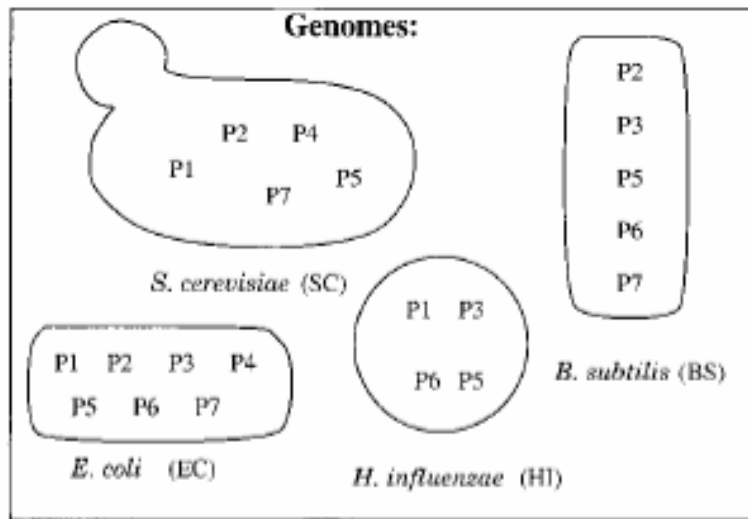 Genomes:
P2 P4
P1
P7 P5
S. cerevisiae (SC)
P2
P3
P5
P6
P7
B. subtilis (BS)
P1 P2 P3 P4
P5 P6 P7
E. coli (EC)
P1 P3
P6 P5
H. influenzae (HI)